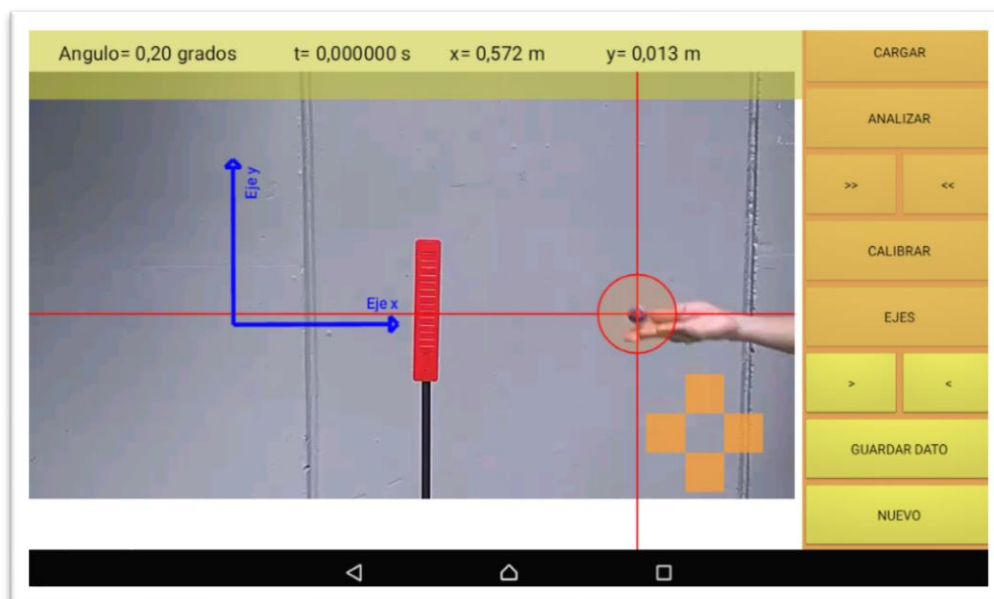 Angulo= 0,20 grados t= 0,000000 s x= 0,572 m y= 0,013 m
CARGAR
ANALIZAR
>> <<
CALIBRAR
EJES
> <
GUARDAR DATO
NUEVO
Eje y
Eje x